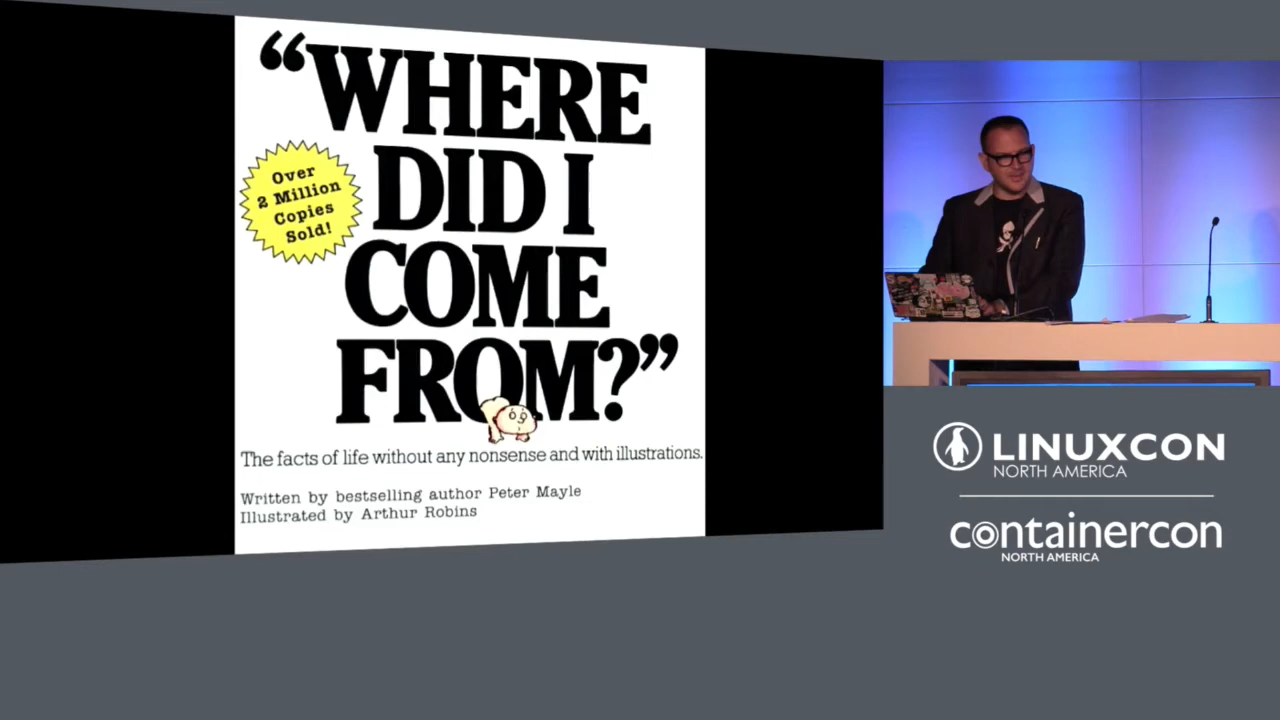 “WHERE
DID I
COME
FROM?”
Over
2 Million
Copies
Sold!
The facts of life without any nonsense and with illustrations.
Written by bestselling author Peter Mayle
Illustrated by Arthur Robins
LINUXCON
NORTH AMERICA
containercon
NORTH AMERICA